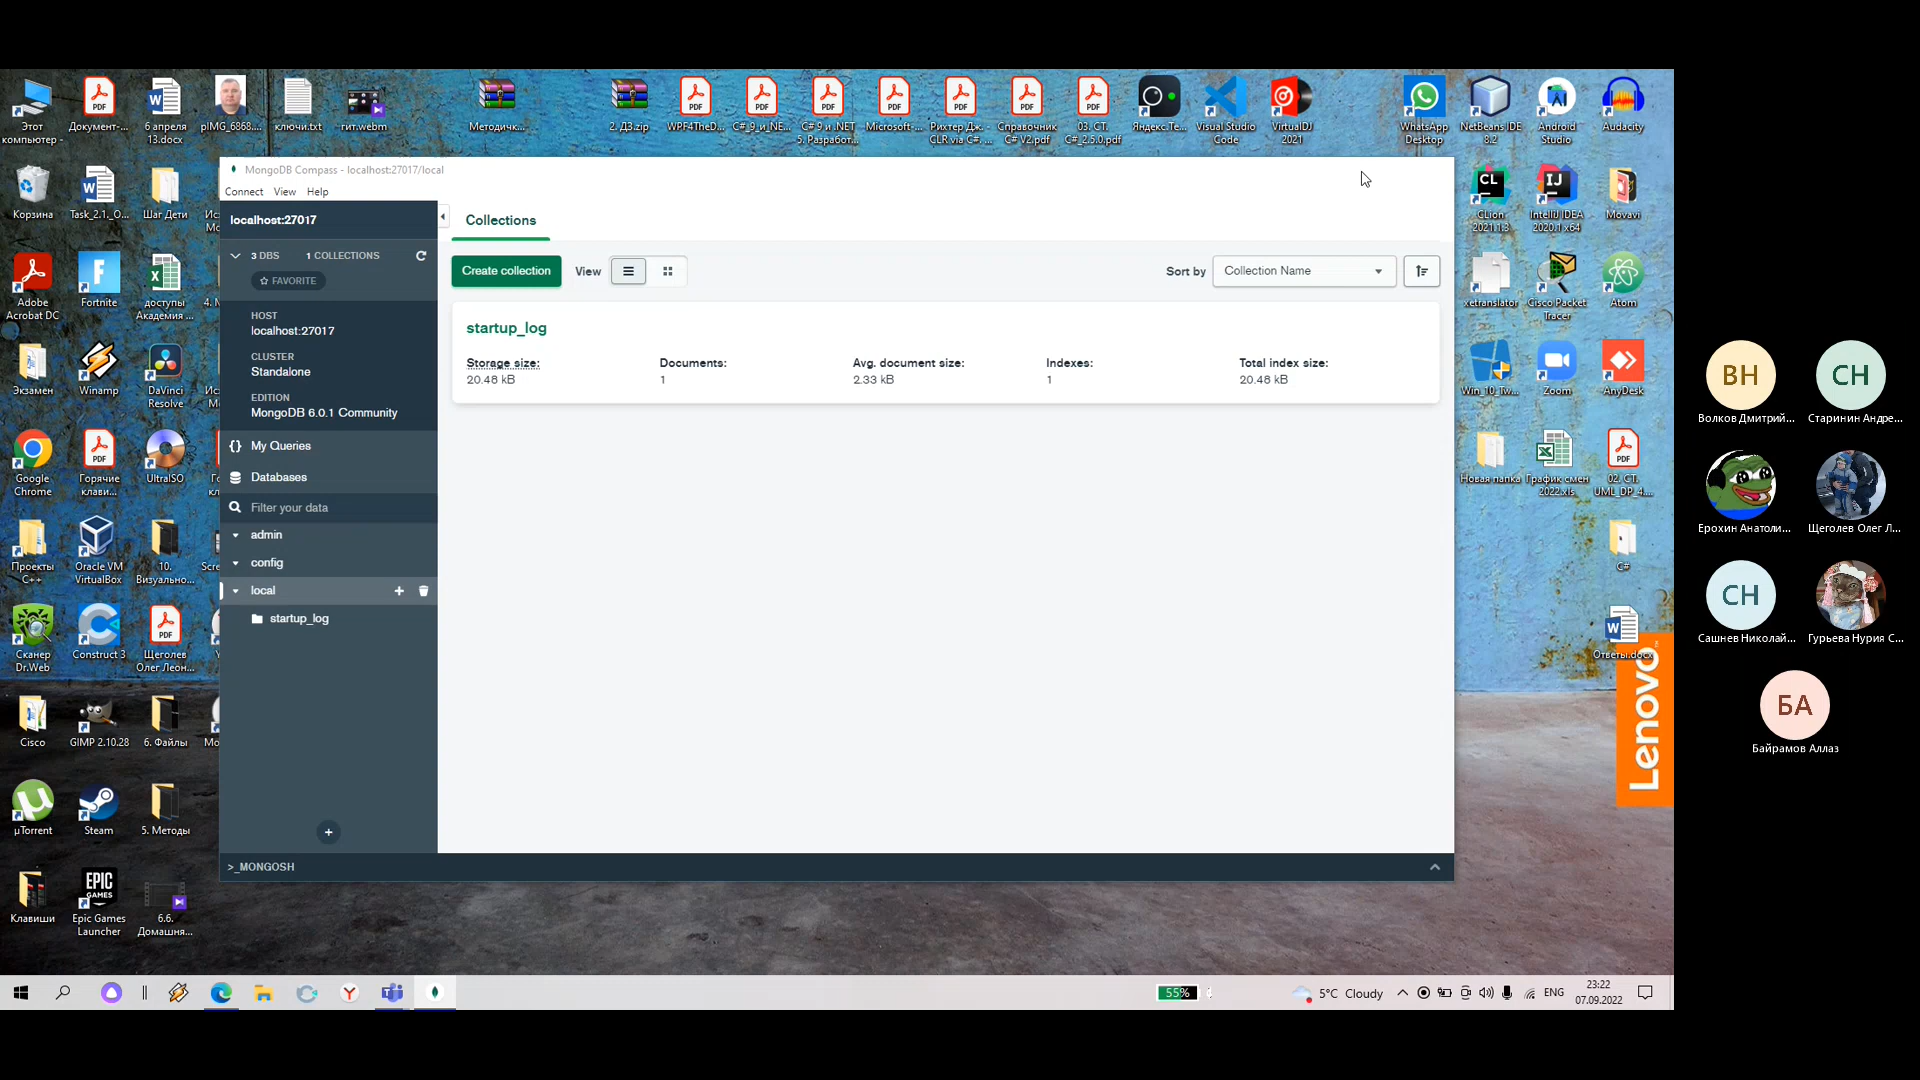 Этот
компьютер -
Документ-...
6 апреля
13.docx
pIMG_6868....
ключи.txt
гит.webm
Методичк...
2. ДЗ.zip
WPF4TheD...
C#_9_и_NE...
C# 9 и .NET
5. Разработ...
Microsoft-...
Рихтер Дж. -
CLR via C#. ...
Справочник
C# V2.pdf
03. CT.
C#_2.5.0.pdf
Яндекс.Те...
Visual Studio
Code
VirtualDJ
2021
WhatsApp
Desktop
NetBeans IDE
8.2
Android
Studio
Audacity
MongoDB Compass - localhost:27017/local
Connect
View
Help
localhost:27017
3 DBS
1 COLLECTIONS
FAVORITE
HOST
localhost:27017
CLUSTER
Standalone
EDITION
MongoDB 6.0.1 Community
{} My Queries
Databases
Filter your data
admin
config
local
startup_log
>_MONGOSH
Collections
Create collection
View
Sort by
Collection Name
startup_log
Storage size:
20.48 kB
Documents:
1
Avg. document size:
2.33 kB
Indexes:
1
Total index size:
20.48 kB
Корзина
Task_2.1._O...
Шаг Дети
Adobe
Acrobat DC
Fortnite
доступы
Академия ...
Экзамен
Winamp
DaVinci
Resolve
Google
Chrome
Горячие
клави...
UltraISO
Проекты
C++
Oracle VM
VirtualBox
10.
Визуально...
Сканер
Dr.Web
Construct 3
Щеголев
Олег Леон...
Cisco
GIMP 2.10.28
6. Файлы
µTorrent
Steam
5. Методы
Клавиши
Epic Games
Launcher
6.6.
Домашня...
CLion
2021.1.3
IntelliJ IDEA
2020.1 x64
Movavi
xetranslator
Cisco Packet
Tracer
Atom
Win_10_Tw...
Zoom
AnyDesk
Новая папка
График смен
2022.xls
02. CT.
UML_DP_4....
C#
Ответы.docx
Lenovo
ВН
Волков Дмитрий...
СН
Старинин Андре...
Ерохин Анатоли...
Щеголев Олег Л...
СН
Сашнев Николай...
Гурьева Нурия С...
БА
Байрамов Аллаз
55%
5°C Cloudy
ENG
23:22
07.09.2022